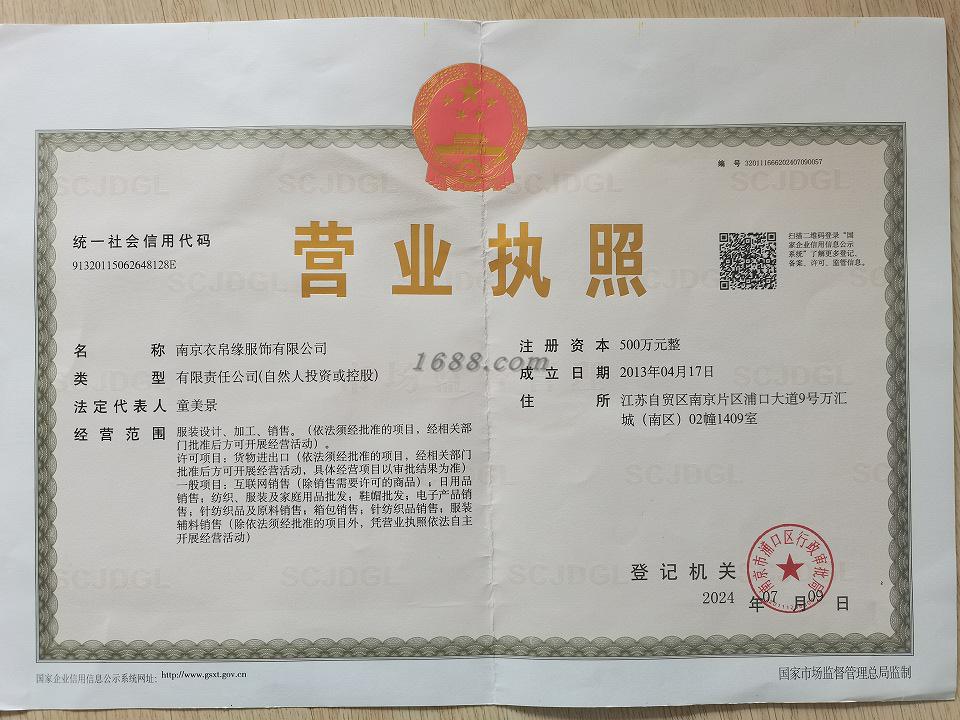 编 号 320111666202407090057
统一社会信用代码
91320115062648128E
营业执照
扫描二维码登录“国
家企业信用信息公示
系统”了解更多登记、
备案、许可、监管信息。
名 称 南京衣帛缘服饰有限公司
类 型 有限责任公司(自然人投资或控股)
法定代表人 童美景
经营范围 服装设计、加工、销售。（依法须经批准的项目，经相关部
门批准后方可开展经营活动）。
许可项目：货物进出口（依法须经批准的项目，经相关部门
批准后方可开展经营活动，具体经营项目以审批结果为准）
一般项目：互联网销售（除销售需要许可的商品）；日用品
销售；纺织、服装及家庭用品批发；鞋帽批发；电子产品销
售；针纺织品及原料销售；箱包销售；针纺织品销售；服装
辅料销售（除依法须经批准的项目外，凭营业执照依法自主
开展经营活动）
注册资本 500万元整
成立日期 2013年04月17日
住 所 江苏自贸区南京片区浦口大道9号万汇
城（南区）02幢1409室
1688.com
登记机关
南京市浦口区行政审批局
2024 年 07 月 09 日
国家企业信用信息公示系统网址： http://www.gsxt.gov.cn
国家市场监督管理总局监制
SCJDGL